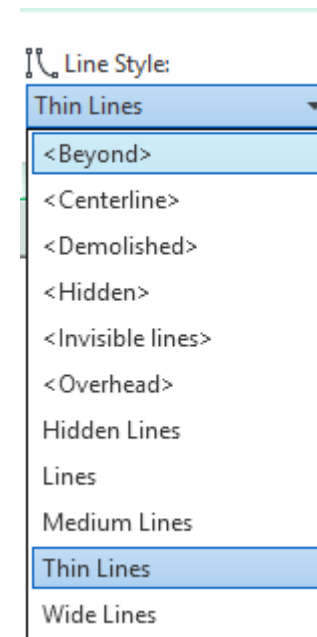 Line Style:
Thin Lines
<Beyond>
<Centerline>
<Demolished>
<Hidden>
<Invisible lines>
<Overhead>
Hidden Lines
Lines
Medium Lines
Thin Lines
Wide Lines